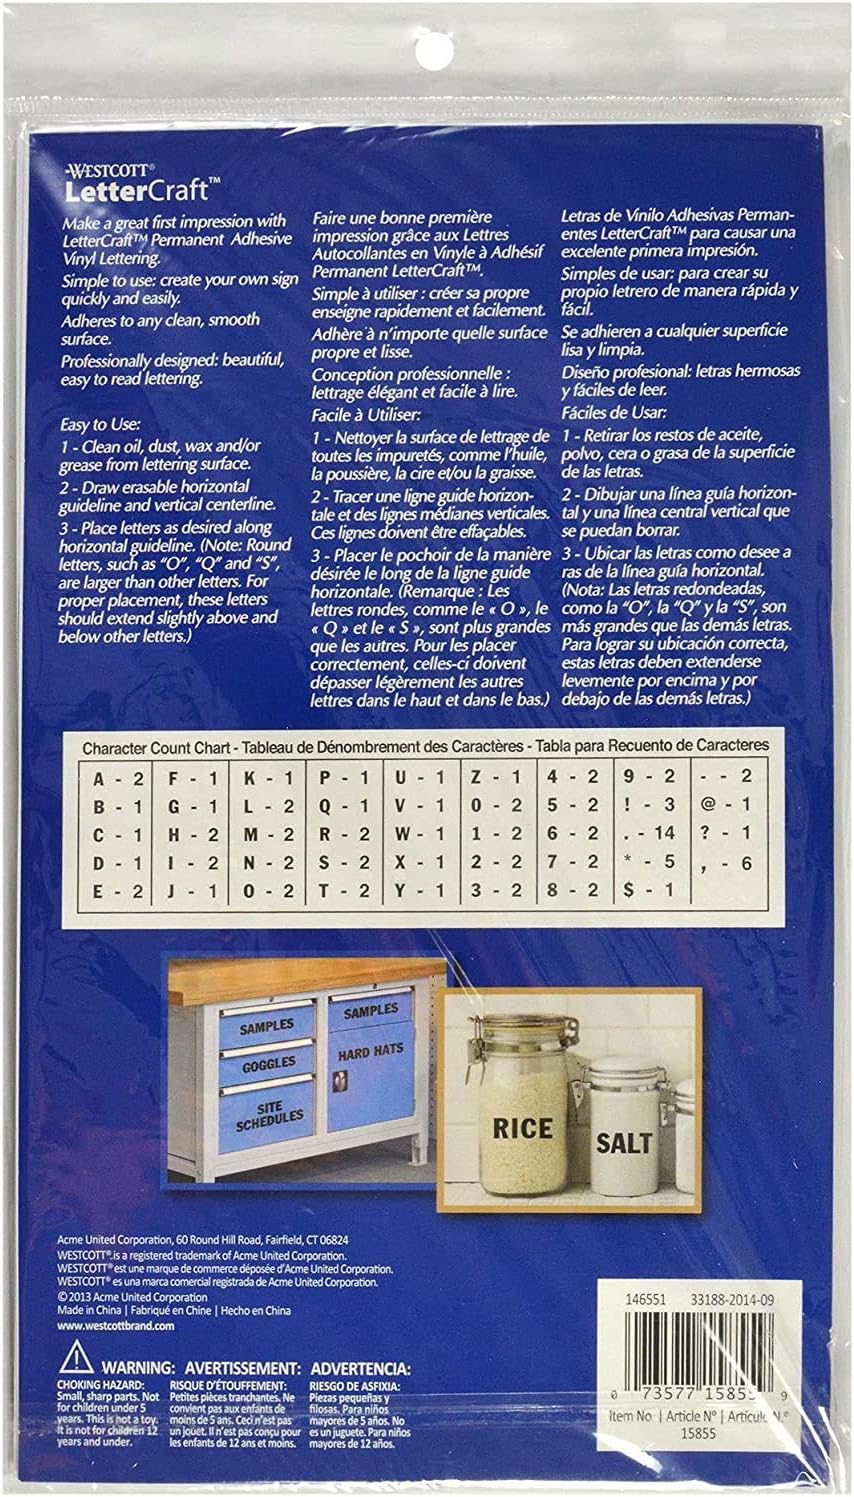 WESTCOTT®
LetterCraft™
Make a great first impression with
LetterCraft™ Permanent Adhesive
Vinyl Lettering.
Simple to use: create your own sign
quickly and easily.
Adheres to any clean, smooth
surface.
Professionally designed: beautiful,
easy to read lettering.
Easy to Use:
1 - Clean oil, dust, wax and/or
grease from lettering surface.
2 - Draw erasable horizontal
guideline and vertical centerline.
3 - Place letters as desired along
horizontal guideline. (Note: Round
letters, such as “O”, “Q” and “S”,
are larger than other letters. For
proper placement, these letters
should extend slightly above and
below other letters.)
Faire une bonne première
impression grâce aux Lettres
Autocollantes en Vinyle à Adhésif
Permanent LetterCraft™.
Simple à utiliser : créer sa propre
enseigne rapidement et facilement.
Adhère à n’importe quelle surface
propre et lisse.
Conception professionnelle :
lettrage élégant et facile à lire.
Facile à Utiliser:
1 - Nettoyer la surface de lettrage de
toutes les impuretés, comme l’huile,
la poussière, la cire et/ou la graisse.
2 - Tracer une ligne guide horizon-
tale et des lignes médianes verticales.
Ces lignes doivent être effaçables.
3 - Placer le pochoir de la manière
désirée le long de la ligne guide
horizontale. (Remarque : Les
lettres rondes, comme le « O », le
« Q » et le « S », sont plus grandes
que les autres. Pour les placer
correctement, celles-ci doivent
dépasser légèrement les autres
lettres dans le haut et dans le bas.)
Letras de Vinilo Adhesivas Perman-
entes LetterCraft™ para causar una
excelente primera impresión.
Simples de usar: para crear su
propio letrero de manera rápida y
fácil.
Se adhieren a cualquier superficie
lisa y limpia.
Diseño profesional: letras hermosas
y fáciles de leer.
Fáciles de Usar:
1 - Retirar los restos de aceite,
polvo, cera o grasa de la superficie
de las letras.
2 - Dibujar una línea guía horizon-
tal y una línea central vertical que
se puedan borrar.
3 - Ubicar las letras como desee a
ras de la línea guía horizontal.
(Nota: Las letras redondeadas,
como la “O”, la “Q” y la “S”, son
más grandes que las demás letras.
Para lograr su ubicación correcta,
estas letras deben extenderse
levemente por encima y por
debajo de las demás letras.)
Character Count Chart - Tableau de Dénombrement des Caractères - Tabla para Recuento de Caracteres
A - 2 F - 1 K - 1 P - 1 U - 1 Z - 1 4 - 2 9 - 2 - - 2
B - 1 G - 1 L - 2 Q - 1 V - 1 0 - 2 5 - 2 ! - 3 @ - 1
C - 1 H - 2 M - 2 R - 2 W - 1 1 - 2 6 - 2 . - 14 ? - 1
D - 1 I - 2 N - 2 S - 2 X - 1 2 - 2 7 - 2 * - 5 , - 6
E - 2 J - 1 O - 2 T - 2 Y - 1 3 - 2 8 - 2 $ - 1
SAMPLES
GOGGLES
SITE
SCHEDULES
SAMPLES
HARD HATS
RICE
SALT
Acme United Corporation, 60 Round Hill Road, Fairfield, CT 06824
WESTCOTT® is a registered trademark of Acme United Corporation.
WESTCOTT® est une marque de commerce déposée d’Acme United Corporation.
WESTCOTT® es una marca comercial registrada de Acme United Corporation.
© 2013 Acme United Corporation
Made in China | Fabriqué en Chine | Hecho en China
www.westcottbrand.com
WARNING:
CHOKING HAZARD:
Small, sharp parts. Not
for children under 5
years. This is not a toy.
It is not for children 12
years and under.
AVERTISSEMENT:
RISQUE D’ÉTOUFFEMENT:
Petites pièces tranchantes. Ne
convient pas aux enfants de
moins de 5 ans. Ceci n’est pas
un jouet. Il n’est pas conçu pour
les enfants de 12 ans et moins.
ADVERTENCIA:
RIESGO DE ASFIXIA:
Piezas pequeñas y
filosas. Para niños
mayores de 5 años. No
es un juguete. Para niños
mayores de 12 años.
146551 33188-2014-09
0 73577 15855 9
Item No. | Article N° | Artículo N.°
15855